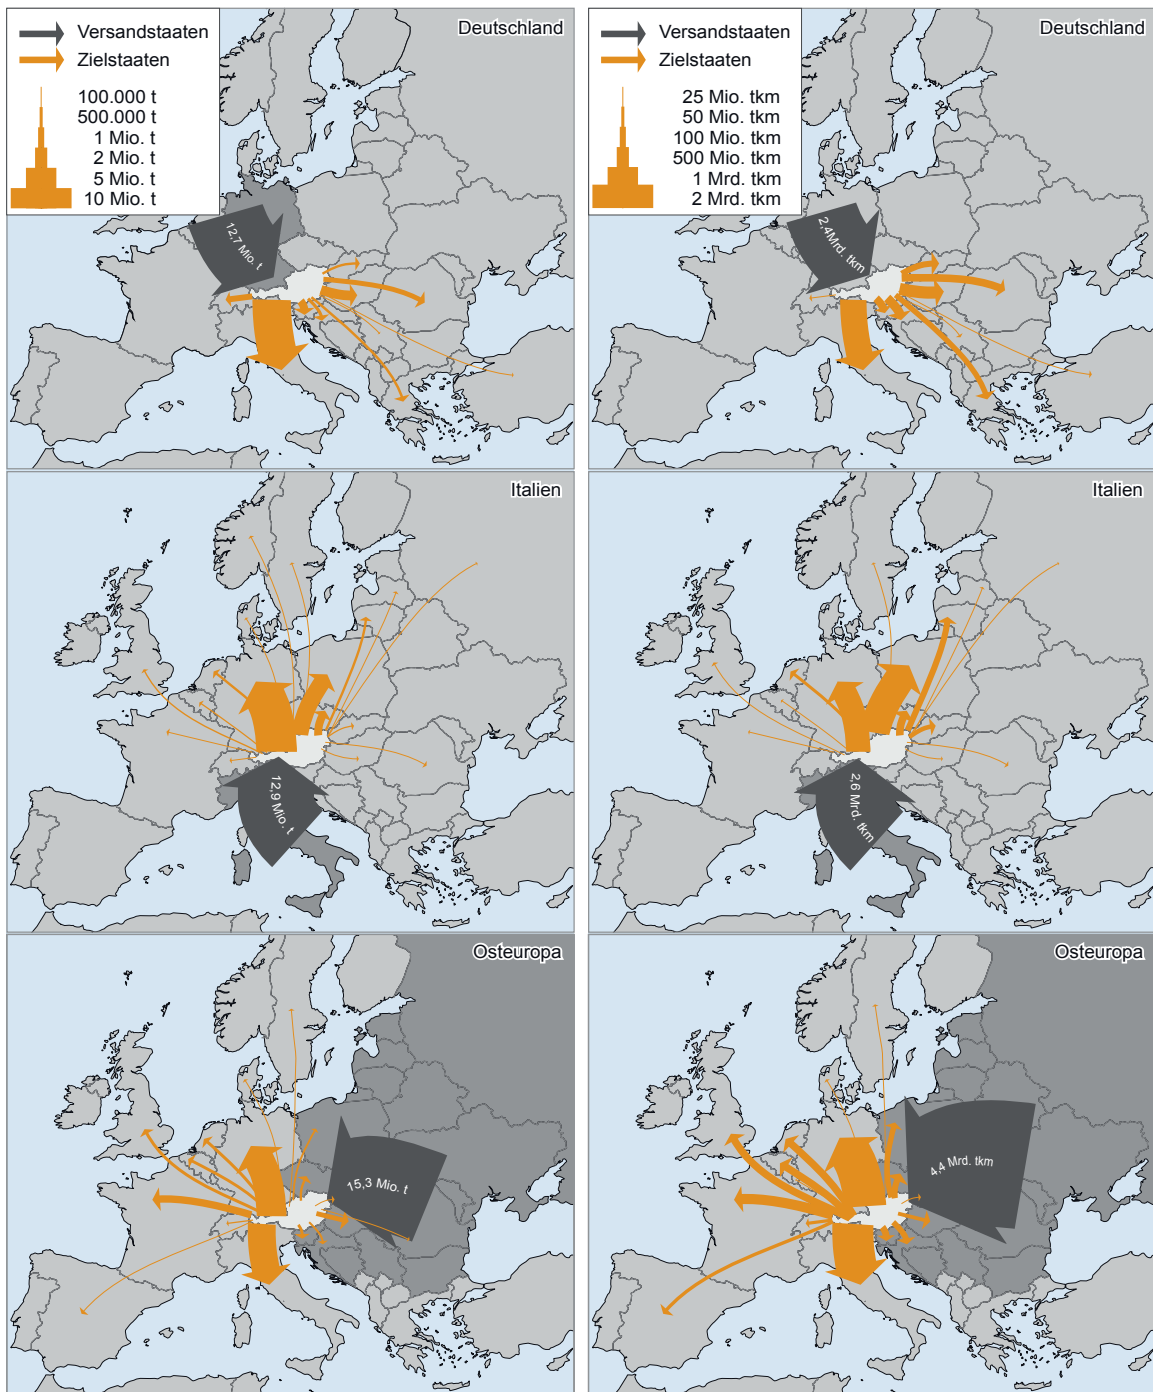 Deutschland
Versandstaaten
Zielstaaten
100.000 t
500.000 t
1 Mio. t
2 Mio. t
5 Mio. t
10 Mio. t
12,7 Mio. t
Deutschland
Versandstaaten
Zielstaaten
25 Mio. tkm
50 Mio. tkm
100 Mio. tkm
500 Mio. tkm
1 Mrd. tkm
2 Mrd. tkm
2,4Mrd. tkm
Italien
12,9 Mio. t
Italien
2,6 Mrd. tkm
Osteuropa
15,3 Mio. t
Osteuropa
4,4 Mrd. tkm